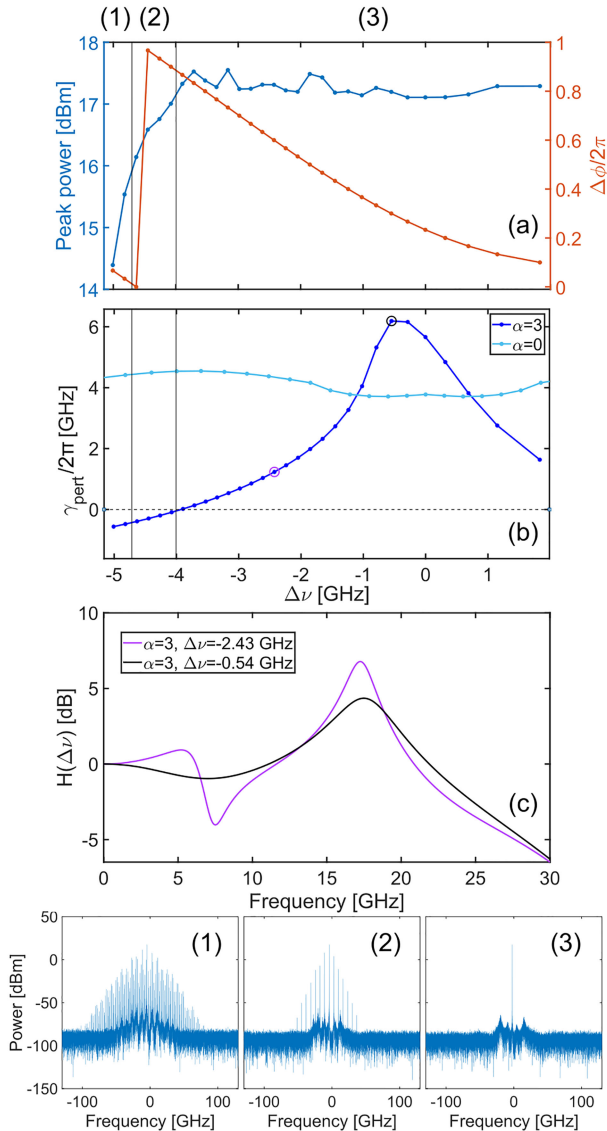 (1) (2) (3)
18
17
16
15
14
Peak power [dBm]
1
0.8
0.6
0.4
0.2
0
Δϕ/2π
(a)
6
4
2
0
γpert/2π [GHz]
α=3
α=0
(b)
-5 -4 -3 -2 -1 0 1
Δν [GHz]
10
5
0
-5
H(Δν) [dB]
α=3, Δν=-2.43 GHz
α=3, Δν=-0.54 GHz
(c)
0 5 10 15 20 25 30
Frequency [GHz]
50
0
-50
-100
-150
Power [dBm]
(1) (2) (3)
-100 0 100 -100 0 100 -100 0 100
Frequency [GHz] Frequency [GHz] Frequency [GHz]